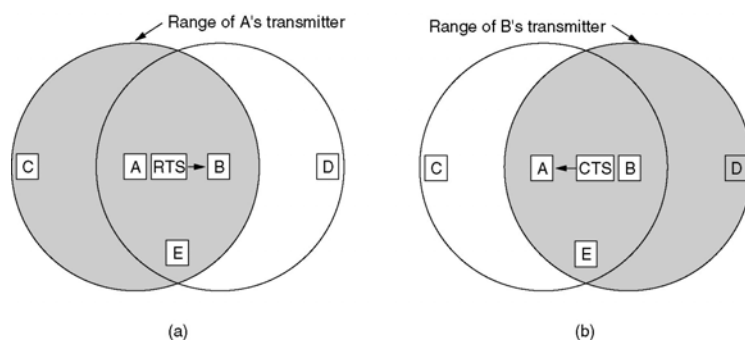 Range of A's transmitter
Range of B's transmitter
C A RTS B D
E
C A CTS B D
E
(a)
(b)